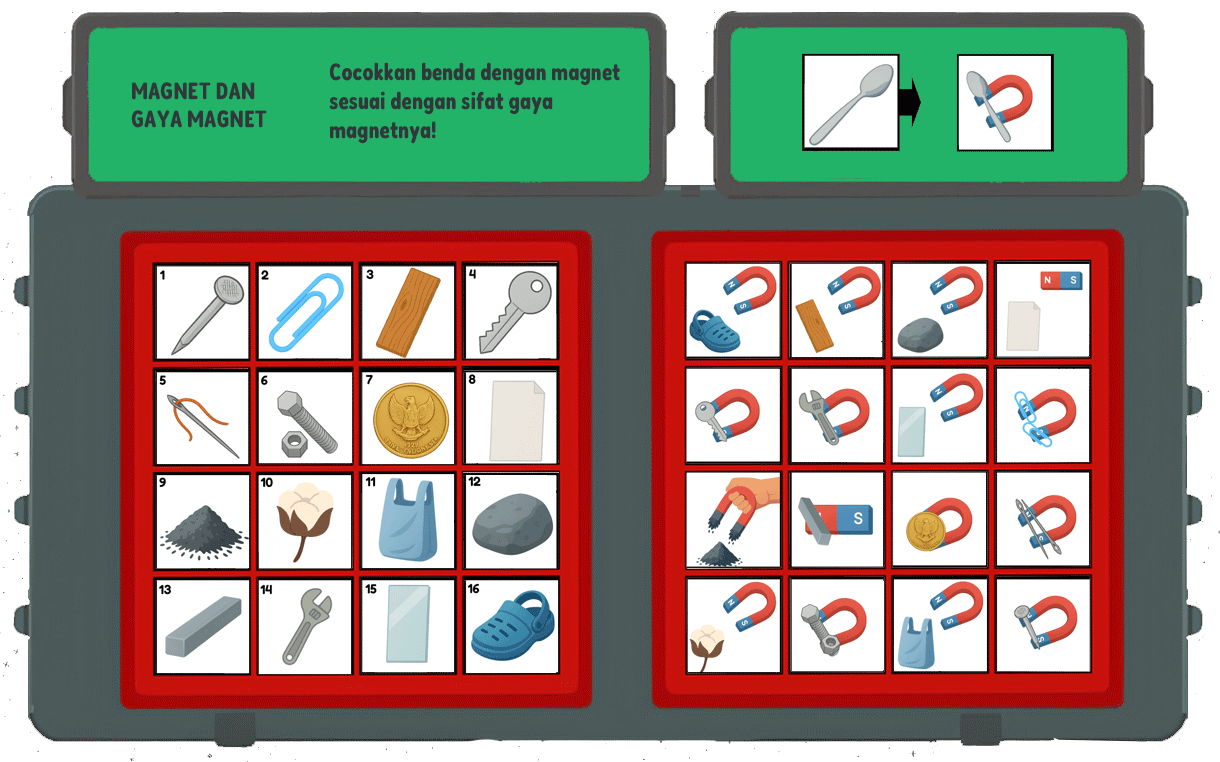 MAGNET DAN
GAYA MAGNET
Cocokkan benda dengan magnet
sesuai dengan sifat gaya
magnetnya!
1
2
3
4
5
6
7
8
9
10
11
12
13
14
15
16
N S
N S
N S
N S
N S
S
N S
N S